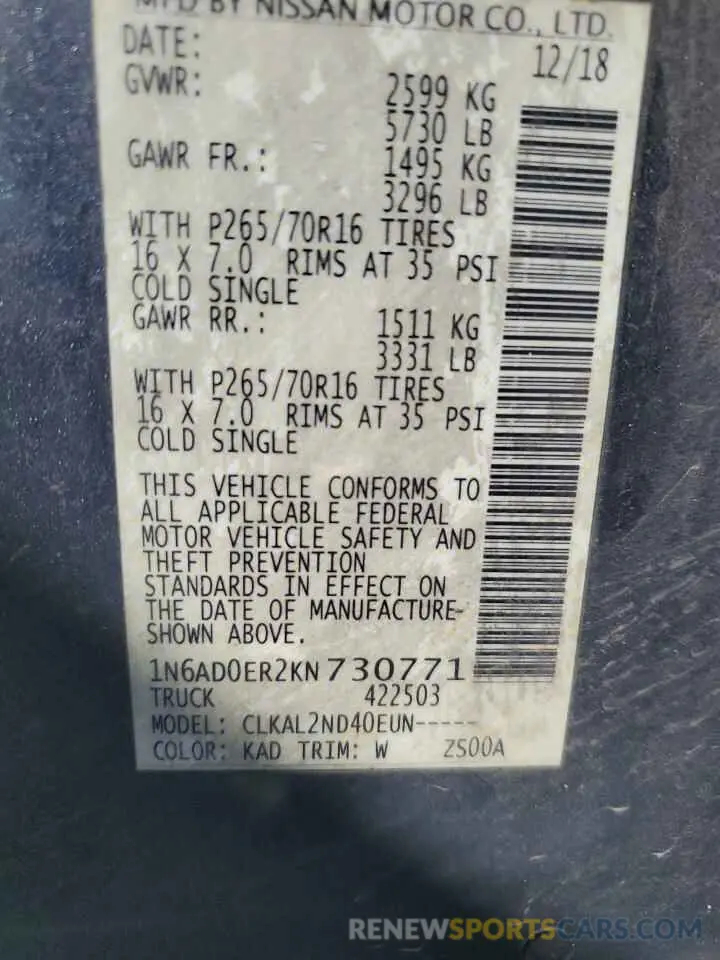 MFD BY NISSAN MOTOR CO., LTD.
DATE: 12/18
GVWR: 2599 KG
5730 LB
GAWR FR.: 1495 KG
3296 LB
WITH P265/70R16 TIRES
16 X 7.0 RIMS AT 35 PSI
COLD SINGLE
GAWR RR.: 1511 KG
3331 LB
WITH P265/70R16 TIRES
16 X 7.0 RIMS AT 35 PSI
COLD SINGLE
THIS VEHICLE CONFORMS TO
ALL APPLICABLE FEDERAL
MOTOR VEHICLE SAFETY AND
THEFT PREVENTION
STANDARDS IN EFFECT ON
THE DATE OF MANUFACTURE
SHOWN ABOVE.
1N6AD0ER2KN730771
TRUCK 422503
MODEL: CLKAL2ND40EUN-----
COLOR: KAD TRIM: W ZS00A
RENEWSPORTSCARS.COM